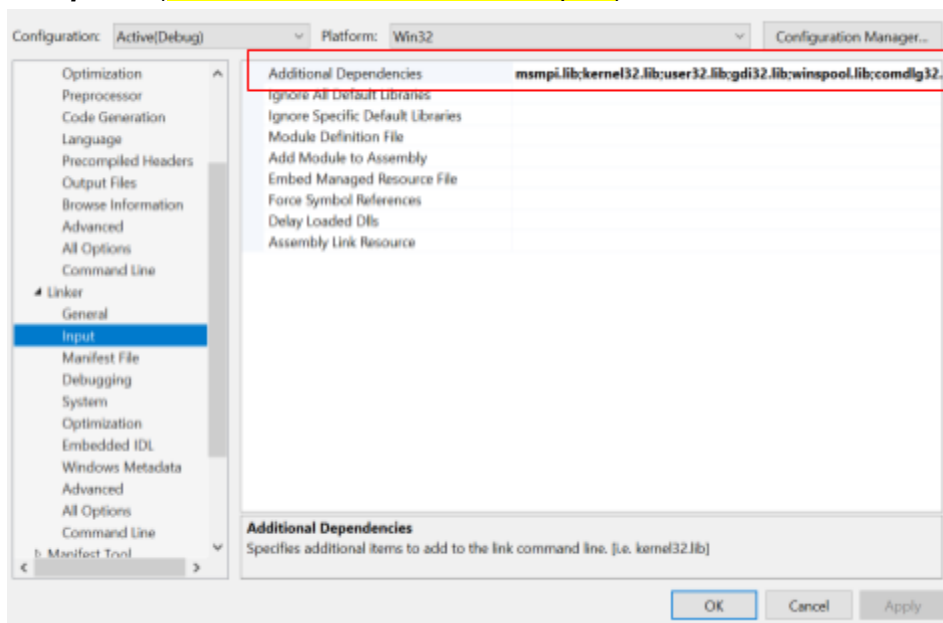 Configuration: Active(Debug) Platform: Win32 Configuration Manager...
Optimization
Preprocessor
Code Generation
Language
Precompiled Headers
Output Files
Browse Information
Advanced
All Options
Command Line
Linker
General
Input
Manifest File
Debugging
System
Optimization
Embedded IDL
Windows Metadata
Advanced
All Options
Command Line
Manifest Tool
Additional Dependencies msmpi.lib;kernel32.lib;user32.lib;gdi32.lib;winspool.lib;comdlg32.
Ignore All Default Libraries
Ignore Specific Default Libraries
Module Definition File
Add Module to Assembly
Embed Managed Resource File
Force Symbol References
Delay Loaded Dlls
Assembly Link Resource
Additional Dependencies
Specifies additional items to add to the link command line. [i.e. kernel32.lib]
OK Cancel Apply